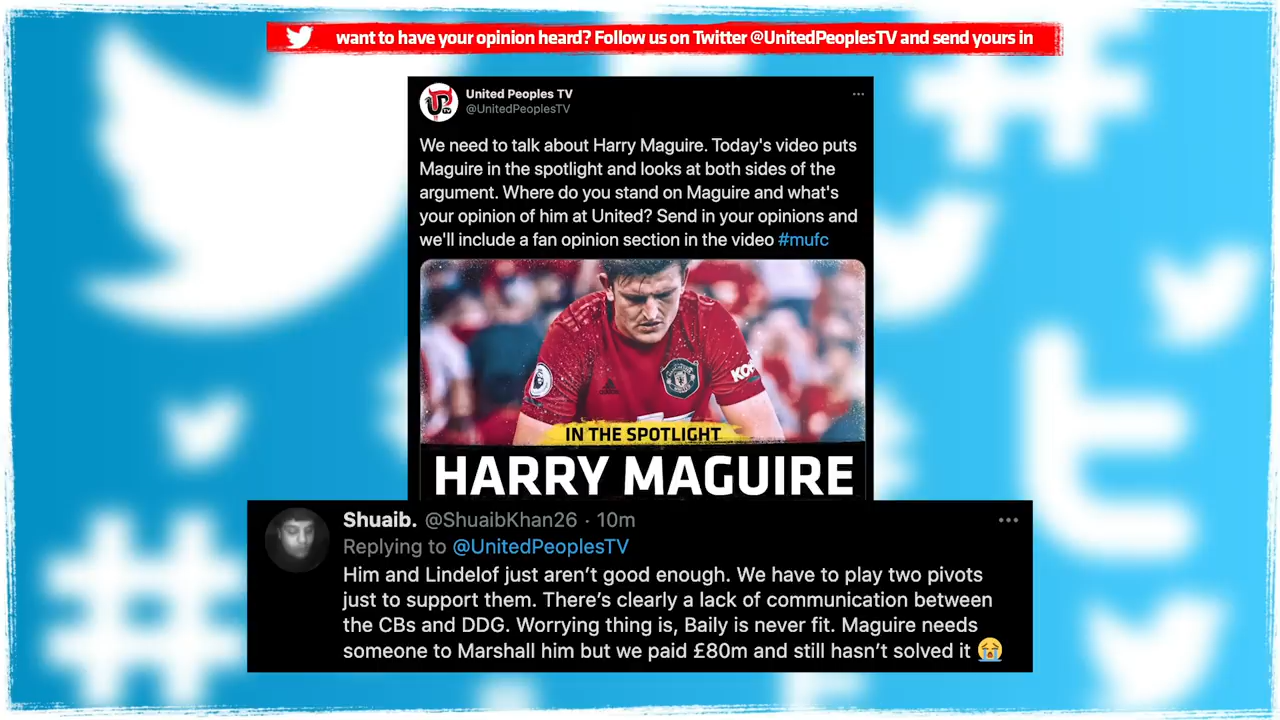 want to have your opinion heard? Follow us on Twitter @UnitedPeoplesTV and send yours in
United Peoples TV
@UnitedPeoplesTV
We need to talk about Harry Maguire. Today's video puts
Maguire in the spotlight and looks at both sides of the
argument. Where do you stand on Maguire and what's
your opinion of him at United? Send in your opinions and
we'll include a fan opinion section in the video #mufc
IN THE SPOTLIGHT
HARRY MAGUIRE
Shuaib. @ShuaibKhan26 · 10m
Replying to @UnitedPeoplesTV
Him and Lindelof just aren't good enough. We have to play two pivots
just to support them. There's clearly a lack of communication between
the CBs and DDG. Worrying thing is, Baily is never fit. Maguire needs
someone to Marshall him but we paid £80m and still hasn't solved it 😭